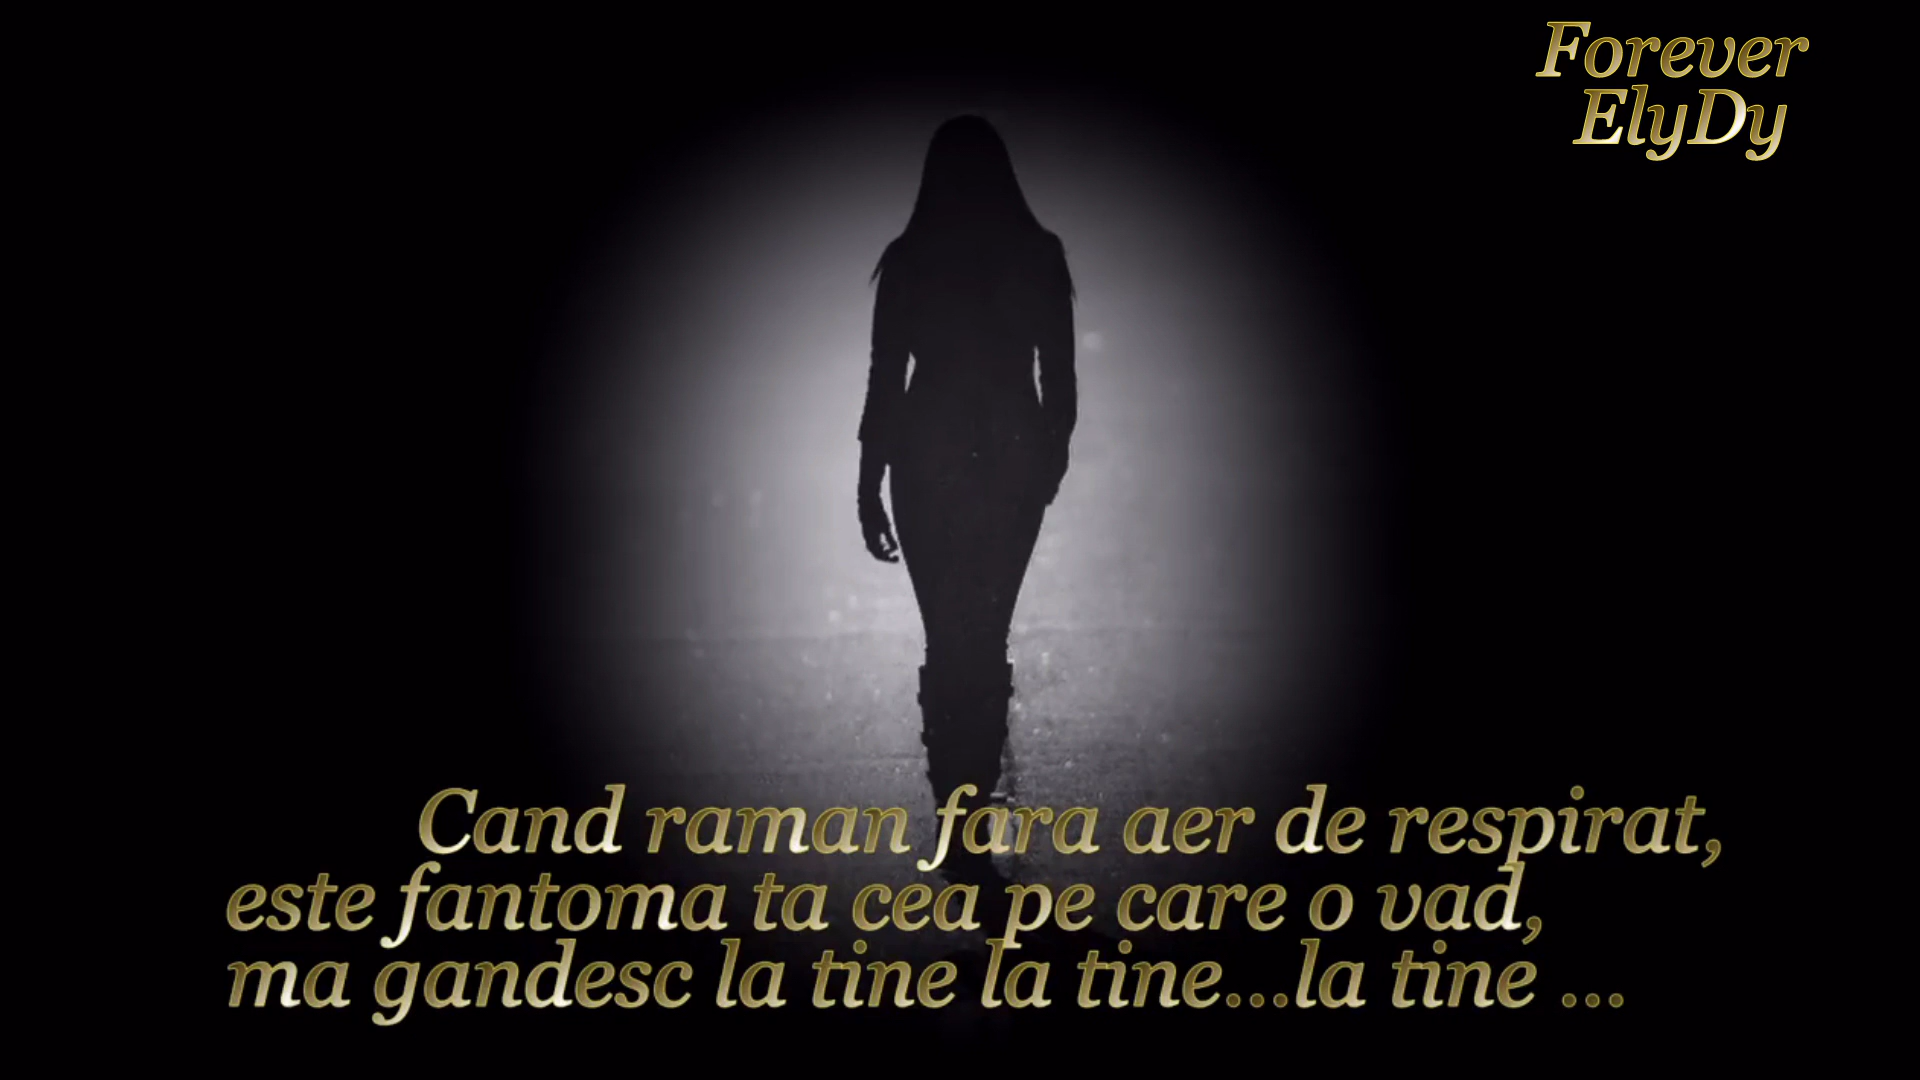 Forever
ElyDy
Cand raman fara aer de respirat,
este fantoma ta cea pe care o vad,
ma gandesc la tine la tine...la tine ...